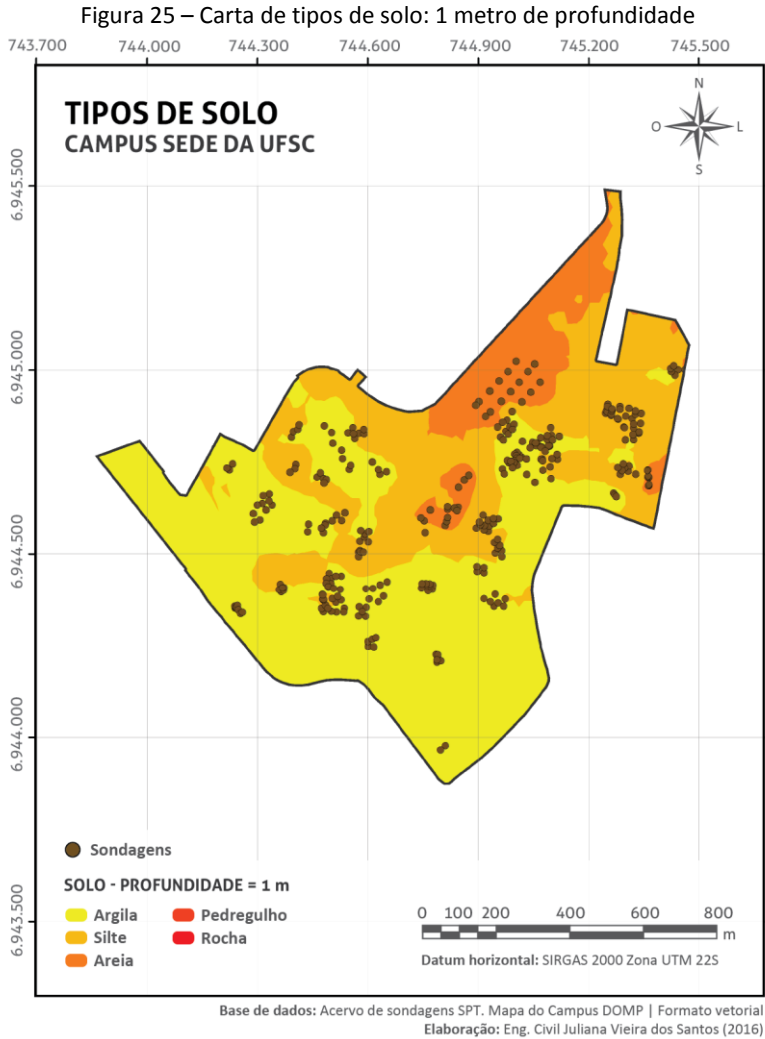 Figura 25 – Carta de tipos de solo: 1 metro de profundidade
743.700 744.000 744.300 744.600 744.900 745.200 745.500
TIPOS DE SOLO
CAMPUS SEDE DA UFSC
N
O L
S
6.945.500
6.945.000
6.944.500
6.944.000
6.943.500
Sondagens
SOLO - PROFUNDIDADE = 1 m
Argila
Silte
Areia
Pedregulho
Rocha
0 100 200 400 600 800
m
Datum horizontal: SIRGAS 2000 Zona UTM 22S
Base de dados: Acervo de sondagens SPT. Mapa do Campus DOMP | Formato vetorial
Elaboração: Eng. Civil Juliana Vieira dos Santos (2016)